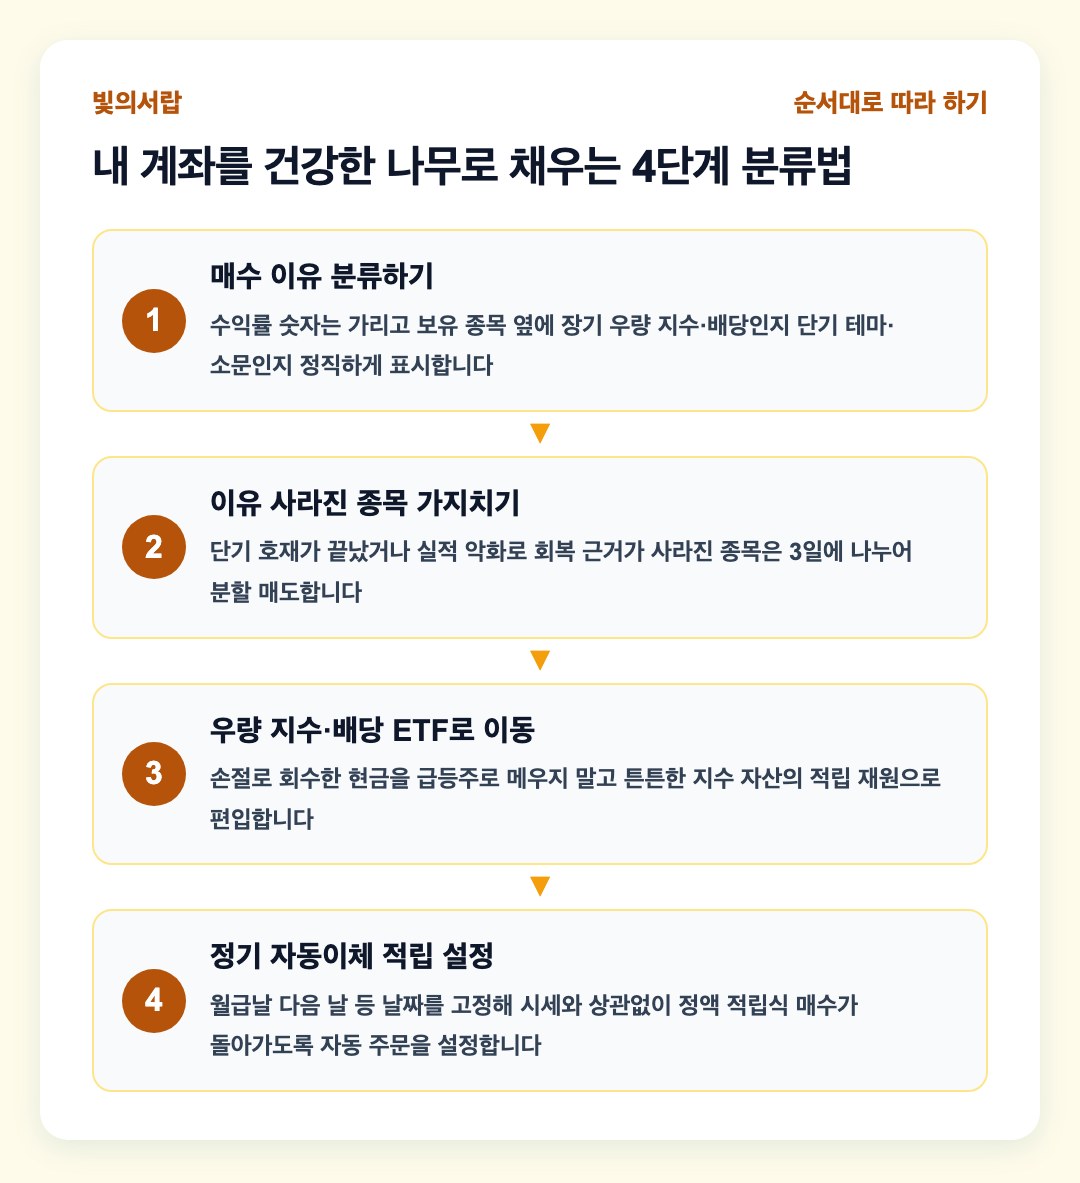 빛의서랍
순서대로 따라 하기
내 계좌를 건강한 나무로 채우는 4단계 분류법
1
매수 이유 분류하기
수익률 숫자는 가리고 보유 종목 옆에 장기 우량 지수·배당인지 단기 테마·
소문인지 정직하게 표시합니다
▼
2
이유 사라진 종목 가지치기
단기 호재가 끝났거나 실적 악화로 회복 근거가 사라진 종목은 3일에 나누어
분할 매도합니다
▼
3
우량 지수·배당 ETF로 이동
손절로 회수한 현금을 급등주로 메우지 말고 튼튼한 지수 자산의 적립 재원으로
편입합니다
▼
4
정기 자동이체 적립 설정
월급날 다음 날 등 날짜를 고정해 시세와 상관없이 정액 적립식 매수가
돌아가도록 자동 주문을 설정합니다